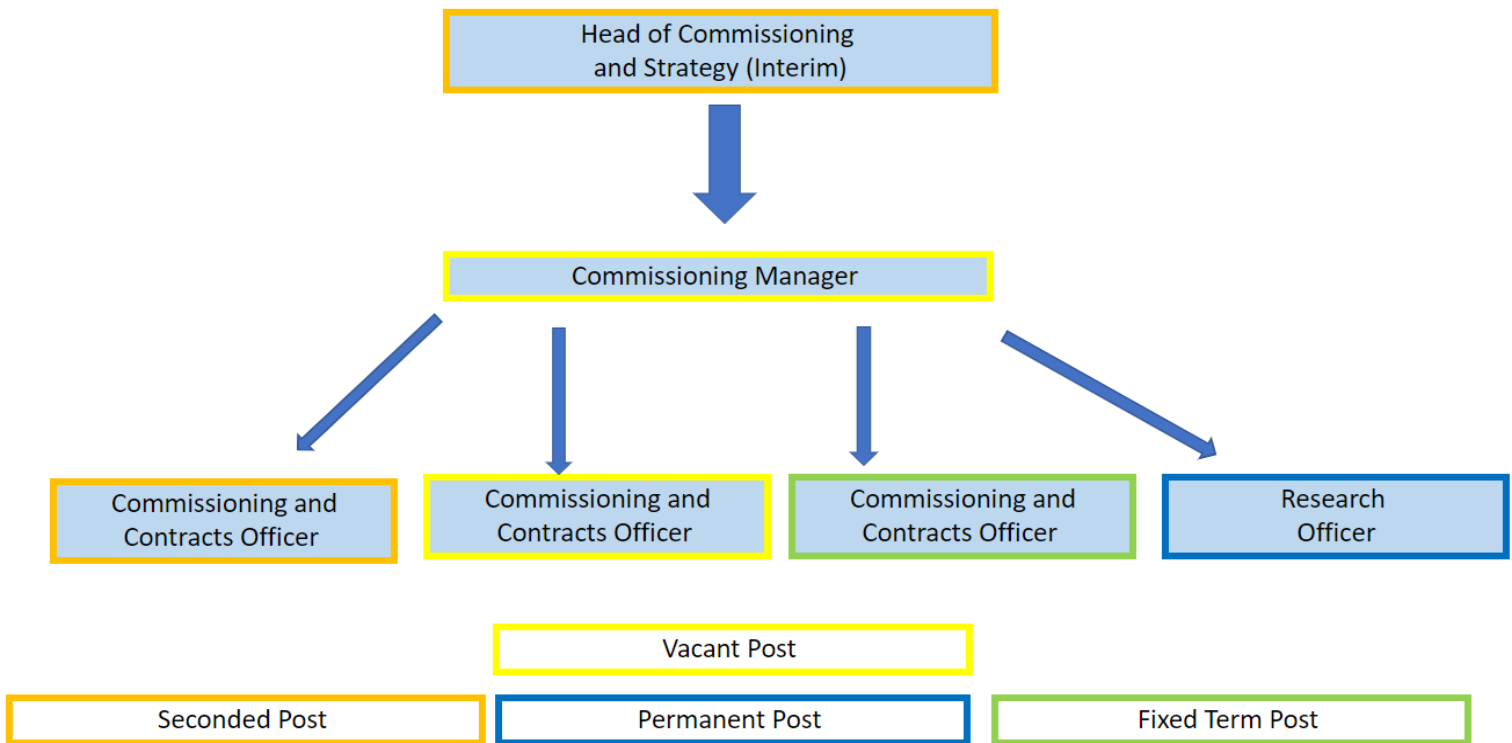 Head of Commissioning
and Strategy (Interim)
Commissioning Manager
Commissioning and
Contracts Officer
Commissioning and
Contracts Officer
Commissioning and
Contracts Officer
Research
Officer
Vacant Post
Seconded Post
Permanent Post
Fixed Term Post